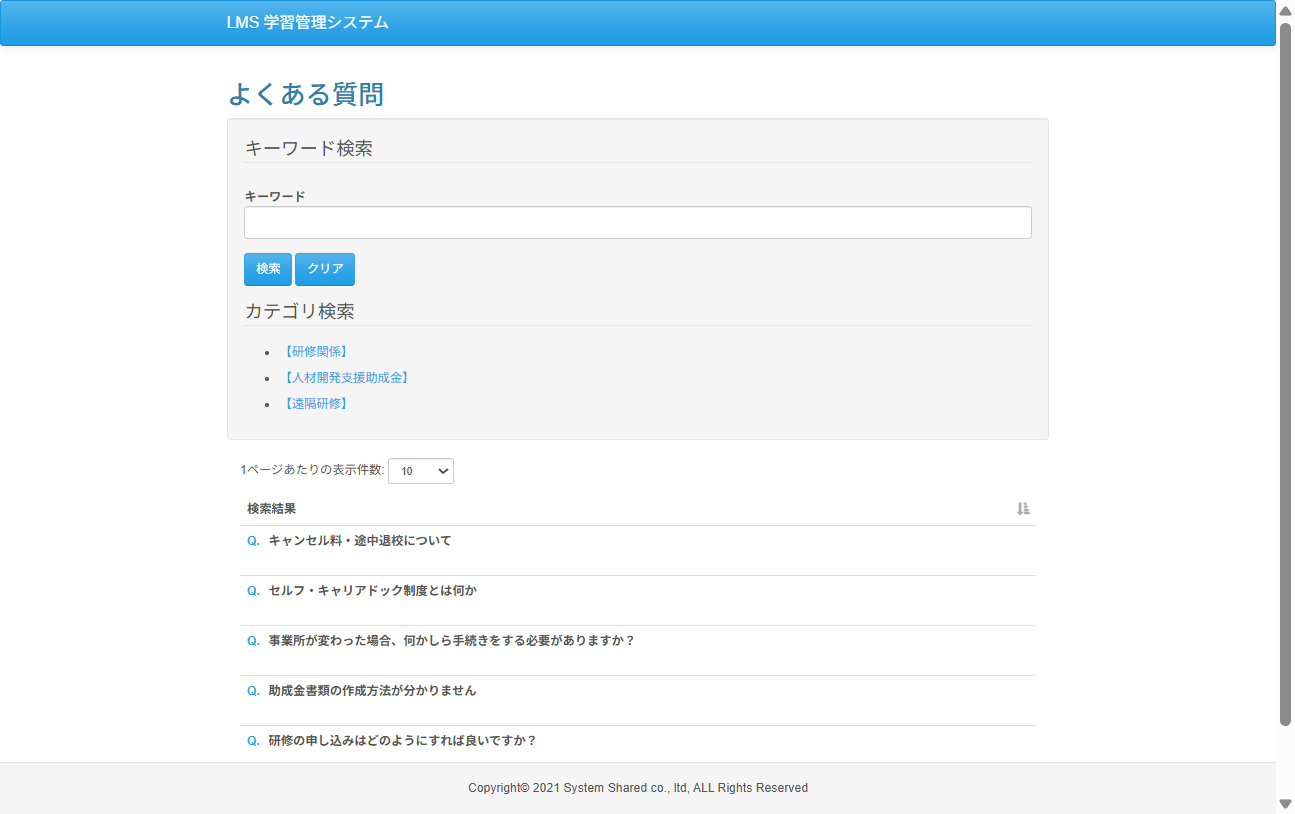 LMS 学習管理システム
よくある質問
キーワード検索
キーワード
検索 クリア
カテゴリ検索
【研修関係】
【人材開発支援助成金】
【遠隔研修】
1ページあたりの表示件数: 10
検索結果
Q. キャンセル料・途中退校について
Q. セルフ・キャリアドック制度とは何か
Q. 事業所が変わった場合、何かしら手続きをする必要がありますか？
Q. 助成金書類の作成方法が分かりません
Q. 研修の申し込みはどのようにすれば良いですか？
Copyright© 2021 System Shared co., ltd, ALL Rights Reserved